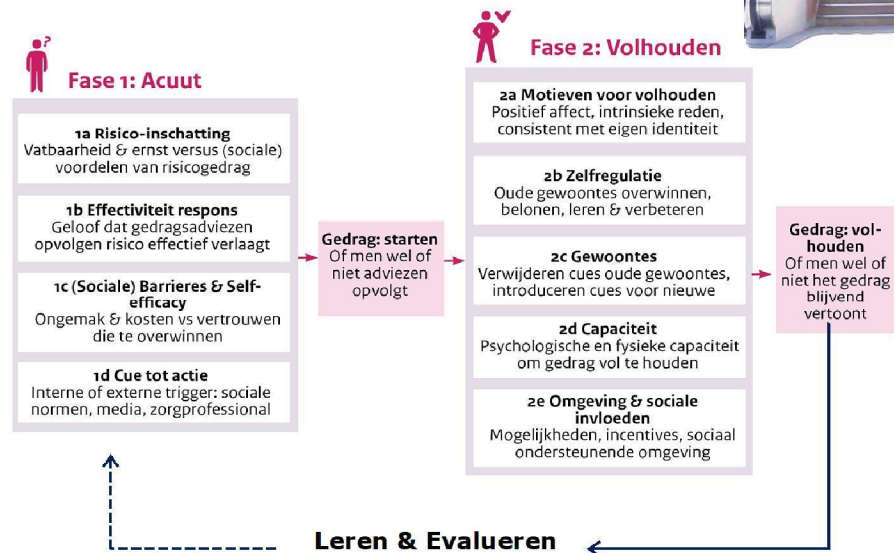 Fase 1: Acuut
1a Risico-inschatting
Vatbaarheid & ernst versus (sociale)
voordelen van risicogedrag
1b Effectiviteit respons
Geloof dat gedragsadviezen
opvolgen risico effectief verlaagt
1c (Sociale) Barrieres & Self-
efficacy
Ongemak & kosten vs vertrouwen
die te overwinnen
1d Cue tot actie
Interne of externe trigger: sociale
normen, media, zorgprofessional
Gedrag: starten
Of men wel of
niet adviezen
opvolgt
Fase 2: Volhouden
2a Motieven voor volhouden
Positief affect, intrinsieke reden,
consistent met eigen identiteit
2b Zelfregulatie
Oude gewoontes overwinnen,
belonen, leren & verbeteren
2c Gewoontes
Verwijderen cues oude gewoontes,
introduceren cues voor nieuwe
2d Capaciteit
Psychologische en fysieke capaciteit
om gedrag vol te houden
2e Omgeving & sociale
invloeden
Mogelijkheden, incentives, sociaal
ondersteunende omgeving
Gedrag: vol-
houden
Of men wel of
niet het gedrag
blijvend
vertoont
Leren & Evalueren